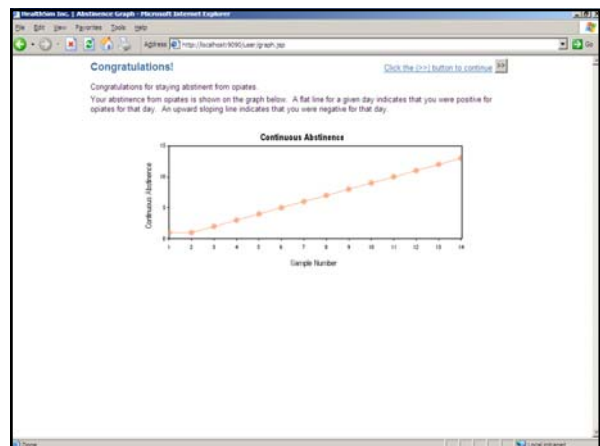 HealthSim Inc. | Abstinence Graph - Microsoft Internet Explorer
File Edit View Favorites Tools Help
Address http://localhost:9090/user/graph.jsp Go
Congratulations!
Click the (>>) button to continue >>
Congratulations for staying abstinent from opiates.
Your abstinence from opiates is shown on the graph below. A flat line for a given day indicates that you were positive for
opiates for that day. An upward sloping line indicates that you were negative for that day.
Continuous Abstinence
Continuous Abstinence
15
10
5
0
1 2 3 4 5 6 7 8 9 10 11 12 13 14
Sample Number
Done
Local intranet